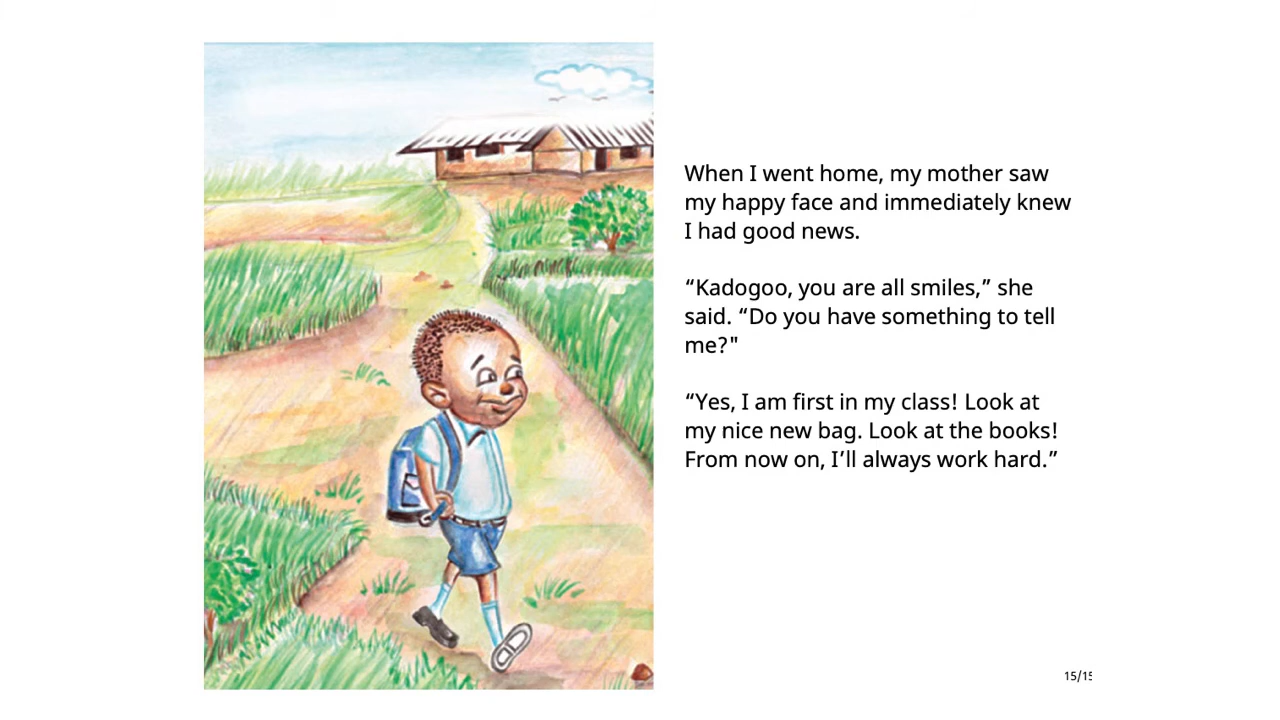 When I went home, my mother saw
my happy face and immediately knew
I had good news.
“Kadogoo, you are all smiles,” she
said. “Do you have something to tell
me?"
“Yes, I am first in my class! Look at
my nice new bag. Look at the books!
From now on, I’ll always work hard.”
15/15